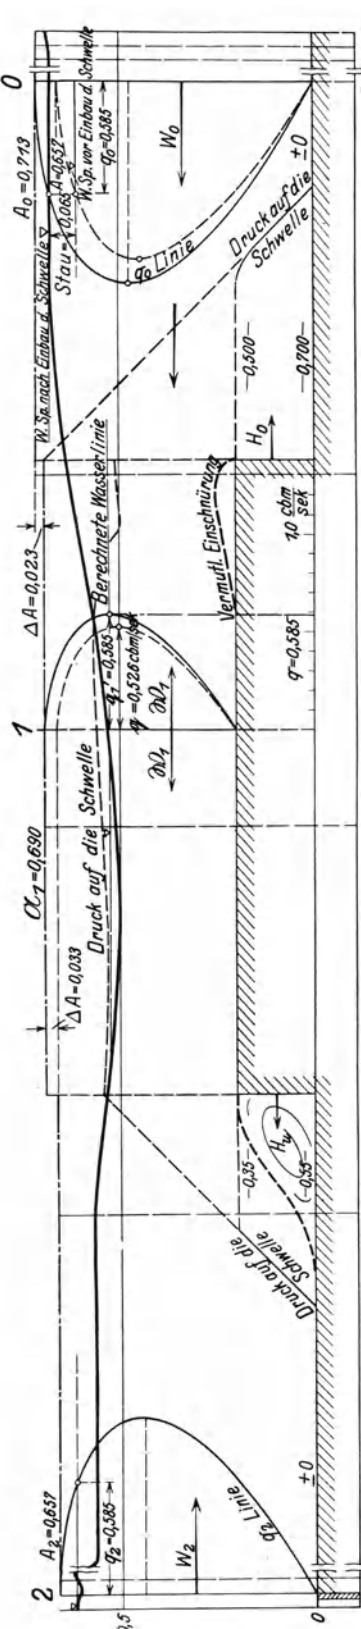 0
A₀=0,713
W.Sp. nach Einbau d. Schwelle
Stau=0,065
A=0,657
W.Sp. vor Einbau d. Schwelle
q₀=0,585
W₀
q₀ Linie
±0
Druck auf die
Schwelle
0,500
0,700
H₀
ΔA=0,023
Berechnete Wasserlinie
Vermutl. Einschnürung
1,0 cbm/sek
q=0,585
1
q₁'=0,585
q=0,526 cbm/sek
α₁=0,690
Druck auf die Schwelle
ΔA=0,033
0,35
Hᵤ
0,55
Druck auf die
Schwelle
2
A₂=0,657
q₂=0,585
W₂
q₂ Linie
±0
0,5
0